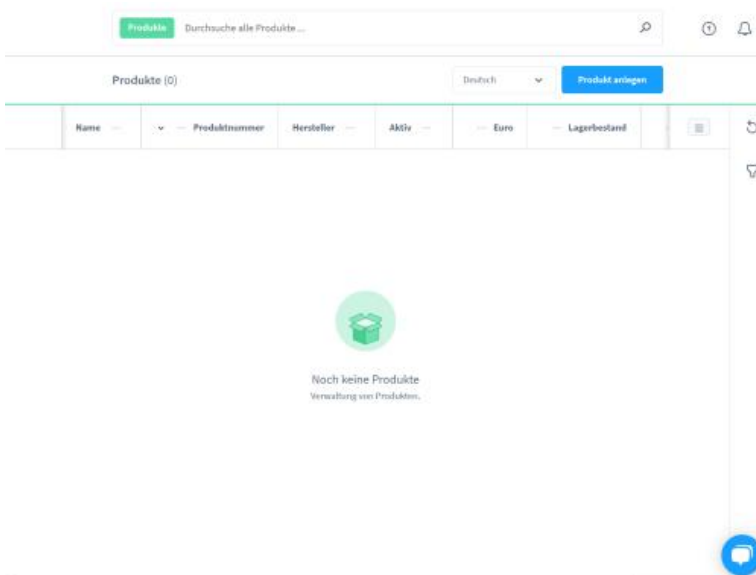 Produkte Durchsuche alle Produkte ...
Produkte (0) Deutsch Produkt anlegen
Name Produktnummer Hersteller Aktiv Euro Lagerbestand
Noch keine Produkte
Verwaltung von Produkten.